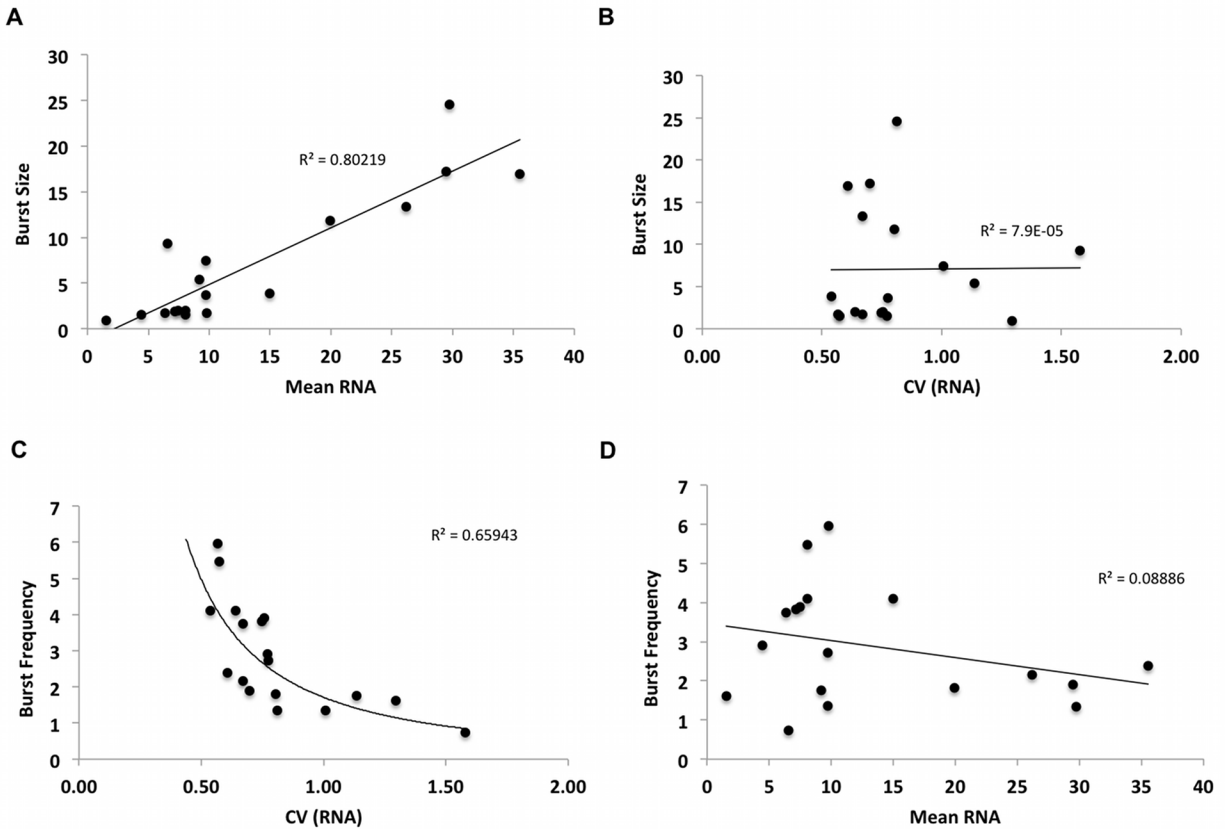 A
B
30
25
20
15
10
5
0
Burst Size
R² = 0.80219
0 5 10 15 20 25 30 35 40
Mean RNA
30
25
20
15
10
5
0
Burst Size
R² = 7.9E-05
0.00 0.50 1.00 1.50 2.00
CV (RNA)
C
D
7
6
5
4
3
2
1
0
Burst Frequency
R² = 0.65943
0.00 0.50 1.00 1.50 2.00
CV (RNA)
7
6
5
4
3
2
1
0
Burst Frequency
R² = 0.08886
0 5 10 15 20 25 30 35 40
Mean RNA